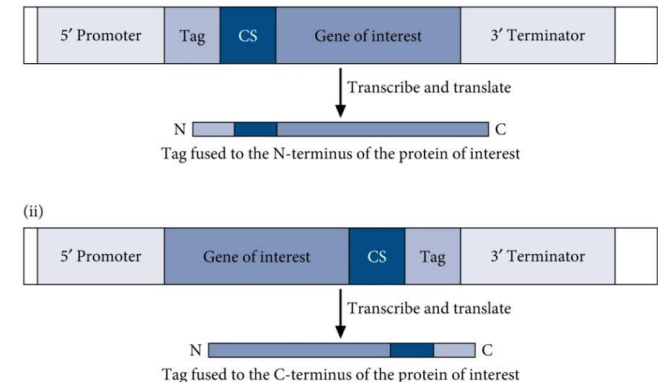 5′ Promoter Tag CS Gene of interest 3′ Terminator
Transcribe and translate
N C
Tag fused to the N-terminus of the protein of interest
(ii)
5′ Promoter Gene of interest CS Tag 3′ Terminator
Transcribe and translate
N C
Tag fused to the C-terminus of the protein of interest